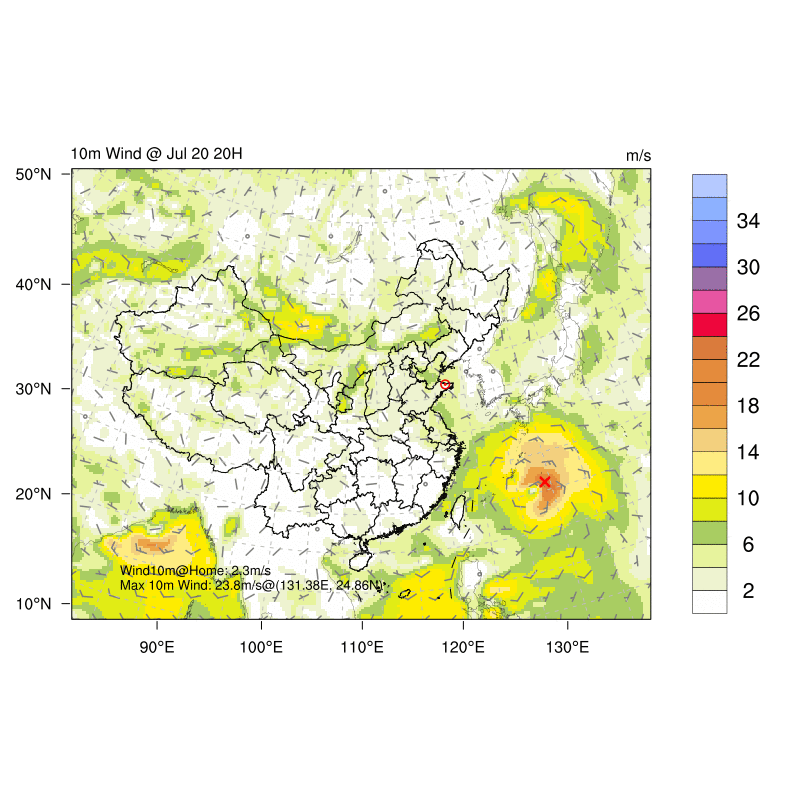 10m Wind @ Jul 20 20H
m/s
50°N
40°N
30°N
20°N
10°N
90°E
100°E
110°E
120°E
130°E
34
30
26
22
18
14
10
6
2
Wind10m@Home: 2.3m/s
Max 10m Wind: 23.8m/s@(131.38E, 24.86N)